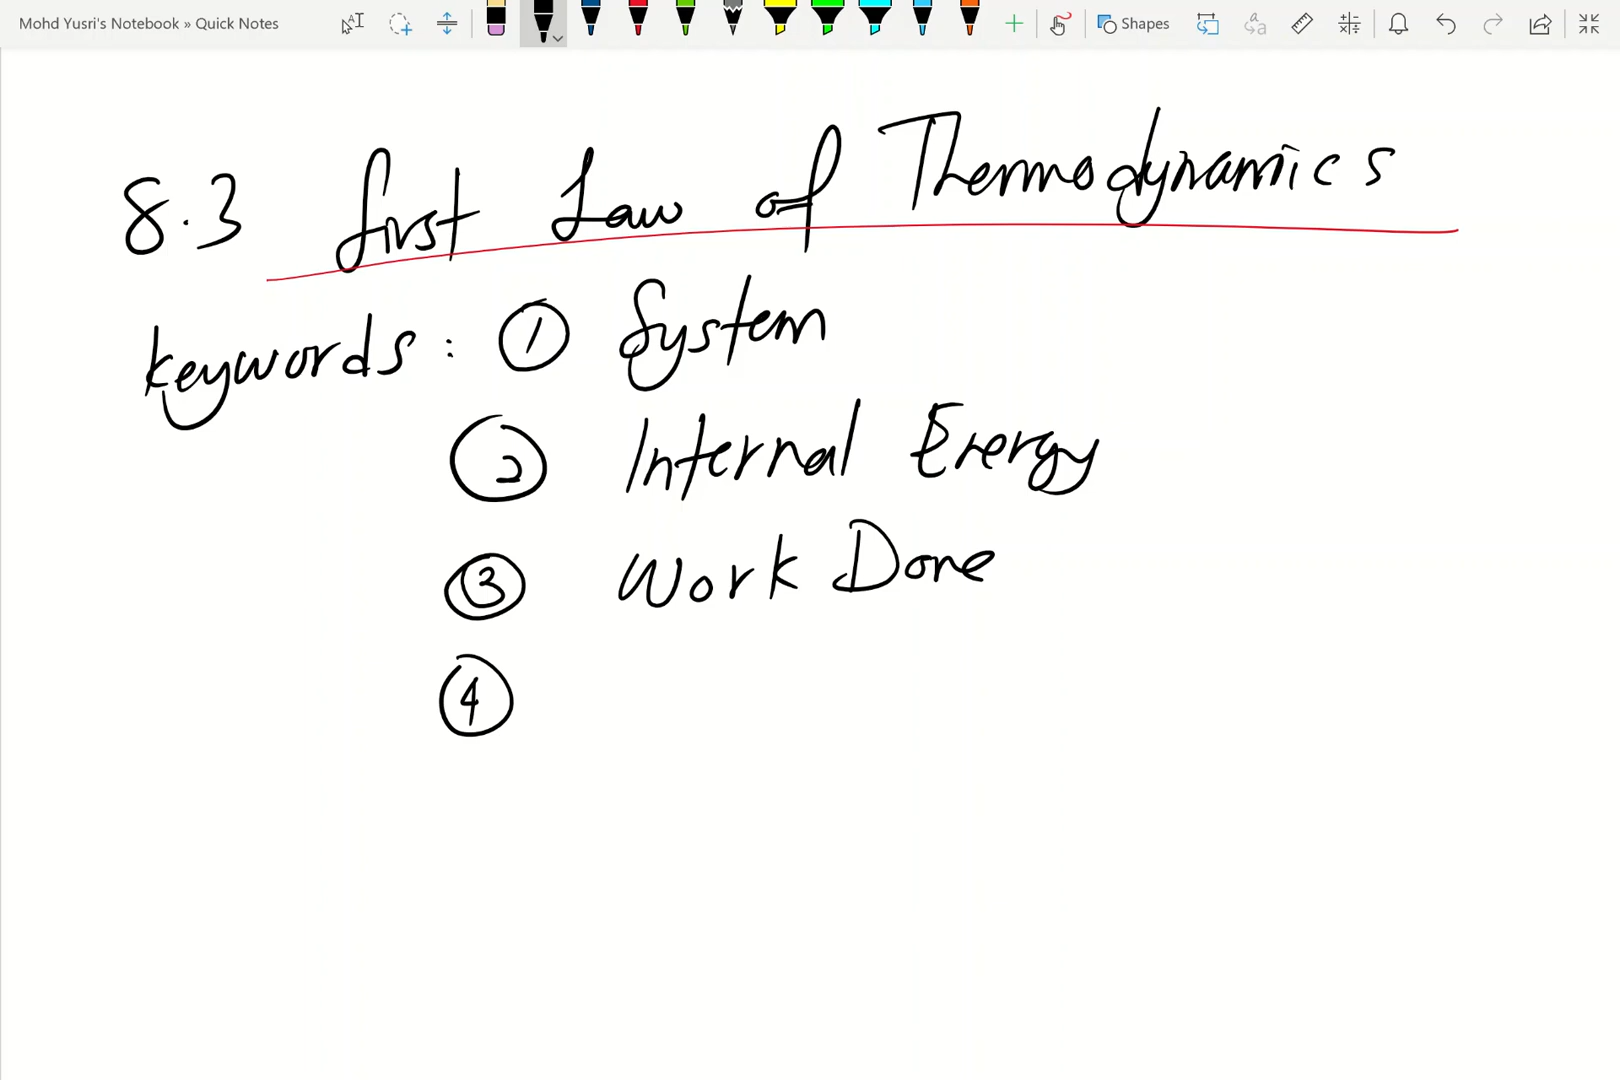 Mohd Yusri's Notebook » Quick Notes
Shapes
8.3 first Law of Thermodynamics
keywords : ① System
② Internal Energy
③ Work Done
④